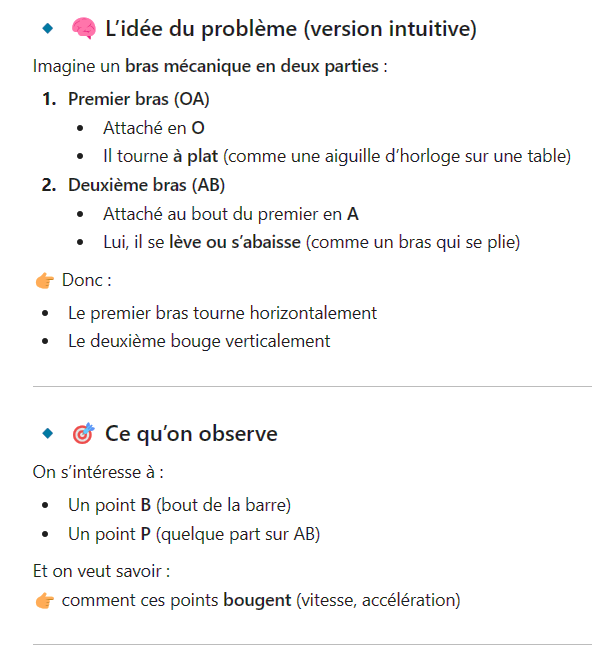 🔹 🧠 L’idée du problème (version intuitive)
Imagine un bras mécanique en deux parties :
1. Premier bras (OA)
• Attaché en O
• Il tourne à plat (comme une aiguille d’horloge sur une table)
2. Deuxième bras (AB)
• Attaché au bout du premier en A
• Lui, il se lève ou s’abaisse (comme un bras qui se plie)
👉 Donc :
• Le premier bras tourne horizontalement
• Le deuxième bouge verticalement
🔹 🎯 Ce qu’on observe
On s’intéresse à :
• Un point B (bout de la barre)
• Un point P (quelque part sur AB)
Et on veut savoir :
👉 comment ces points bougent (vitesse, accélération)